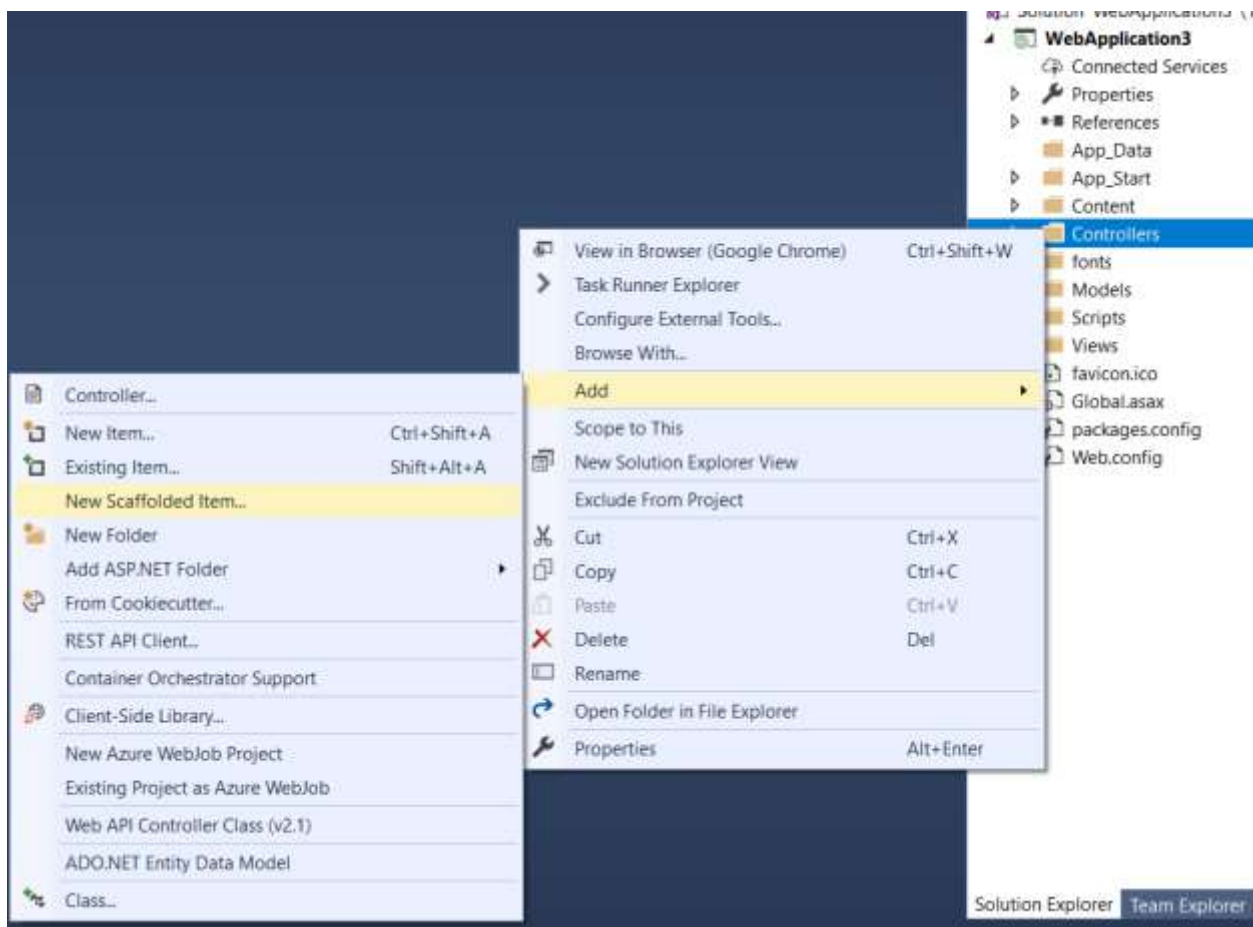 Solution 'WebApplication3' (1
WebApplication3
Connected Services
Properties
References
App_Data
App_Start
Content
Controllers
fonts
Models
Scripts
Views
favicon.ico
Global.asax
packages.config
Web.config
View in Browser (Google Chrome) Ctrl+Shift+W
Task Runner Explorer
Configure External Tools...
Browse With...
Add
Scope to This
New Solution Explorer View
Exclude From Project
Cut Ctrl+X
Copy Ctrl+C
Paste Ctrl+V
Delete Del
Rename
Open Folder in File Explorer
Properties Alt+Enter
Controller...
New Item... Ctrl+Shift+A
Existing Item... Shift+Alt+A
New Scaffolded Item...
New Folder
Add ASP.NET Folder
From Cookiecutter...
REST API Client...
Container Orchestrator Support
Client-Side Library...
New Azure WebJob Project
Existing Project as Azure WebJob
Web API Controller Class (v2.1)
ADO.NET Entity Data Model
Class...
Solution Explorer Team Explorer